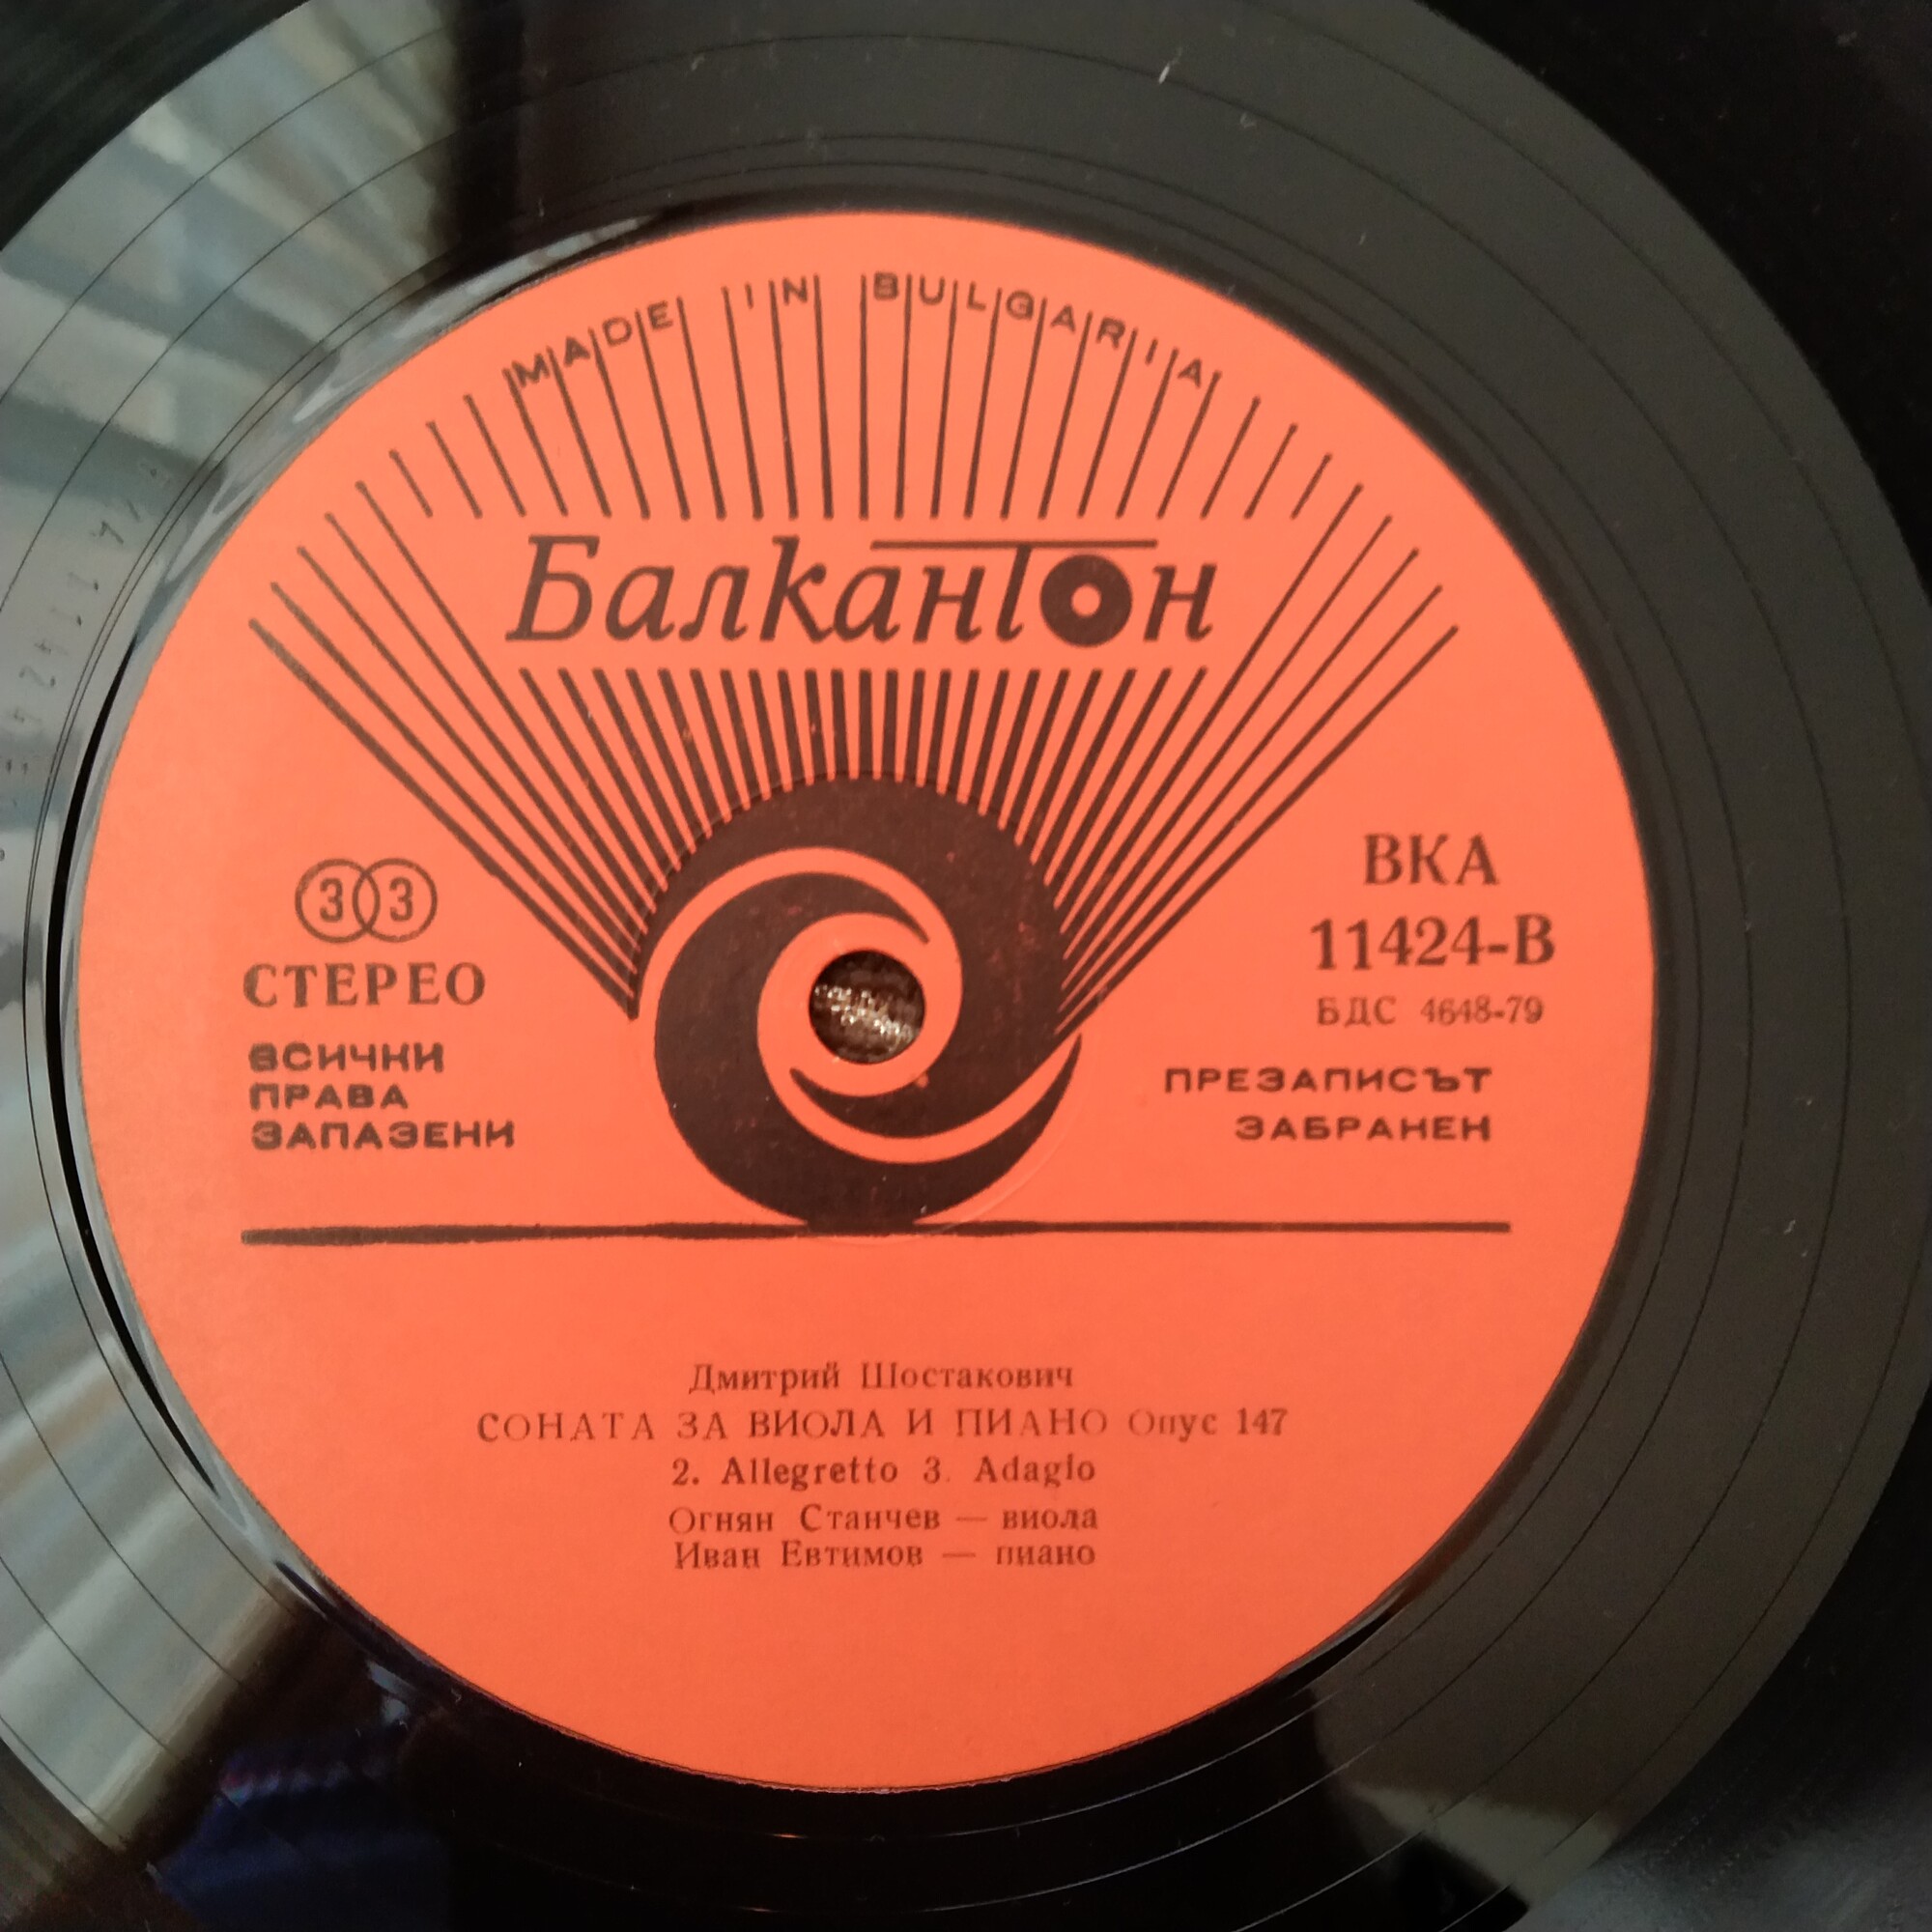 MADE IN BULGARIA
Балкантон
33
СТЕРЕО
ВСИЧКИ
ПРАВА
ЗАПАЗЕНИ
ВКА
11424-В
БДС 4648-79
ПРЕЗАПИСЪТ
ЗАБРАНЕН
Дмитрий Шостакович
СОНАТА ЗА ВИОЛА И ПИАНО Опус 147
2. Allegretto 3. Adagio
Огнян Станчев — виола
Иван Евтимов — пиано